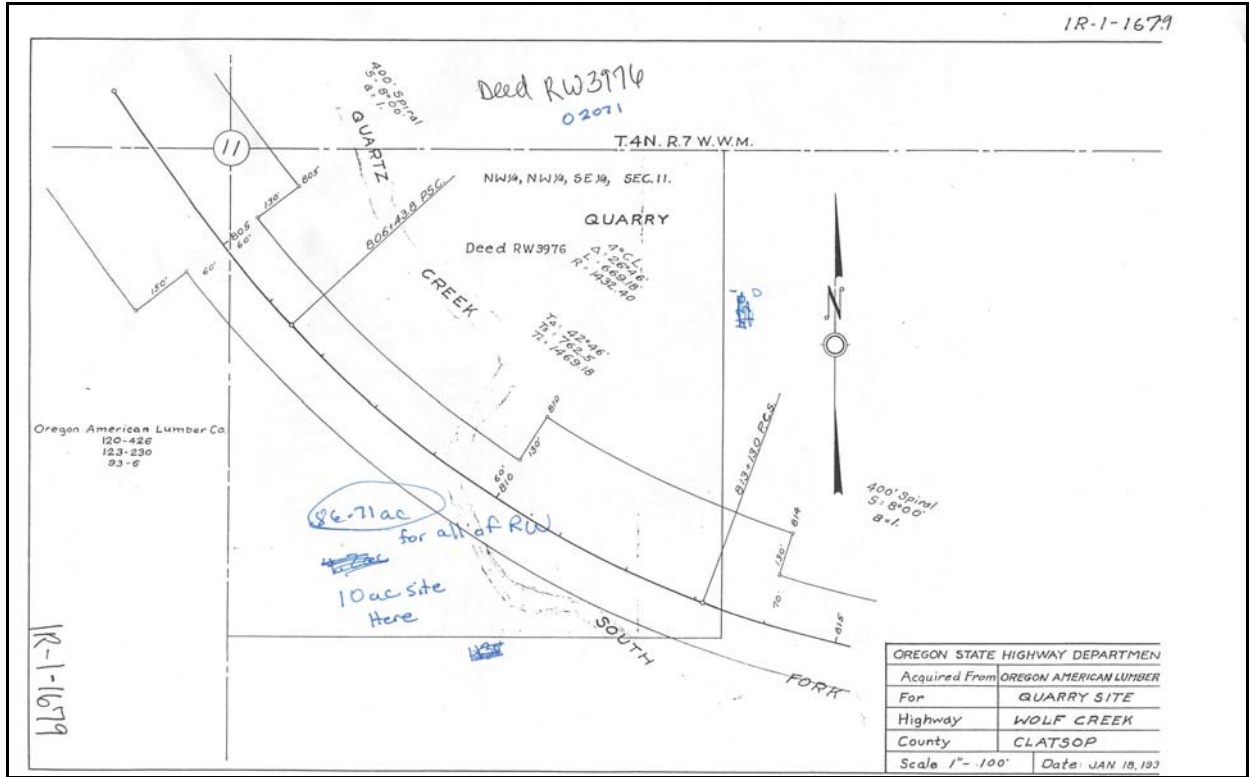 1R-1-1679
Deed RW3976
02071
400' Spiral
S = 8°00'
a = 1.
QUARTZ
T.4N. R.7 W.W.M.
11
NW¼, NW¼, SE¼, SEC. 11.
QUARRY
Deed RW3976
805
130'
805
60'
806+43.8 P.S.C.
4°C.L.
Δ = 26°46'
L = 669.18
R = 1432.40
150'
60'
CREEK
N
42°46'
762.5
1469.18
810
130'
60'
810
813+13.0 P.C.S.
Oregon American Lumber Co.
120-426
123-230
93-6
400' Spiral
S = 8°00'
a = 1.
814
130'
70'
815
86.71 ac
for all of RW
10 ac site
Here
SOUTH
FORK
1R-1-1679
OREGON STATE HIGHWAY DEPARTMEN
Acquired From OREGON AMERICAN LUMBER
For QUARRY SITE
Highway WOLF CREEK
County CLATSOP
Scale 1"- 100' Date: JAN 18, 193